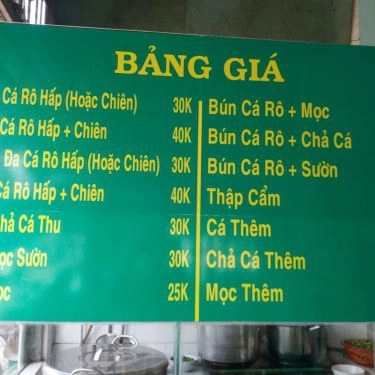 BẢNG GIÁ
Cá Rô Hấp (Hoặc Chiên) 30K
Cá Rô Hấp + Chiên 40K
Đa Cá Rô Hấp (Hoặc Chiên) 30K
Cá Rô Hấp + Chiên 40K
Chả Cá Thu 30K
Mọc Sườn 30K
25K
Bún Cá Rô + Mọc
Bún Cá Rô + Chả Cá
Bún Cá Rô + Sườn
Thập Cẩm
Cá Thêm
Chả Cá Thêm
Mọc Thêm